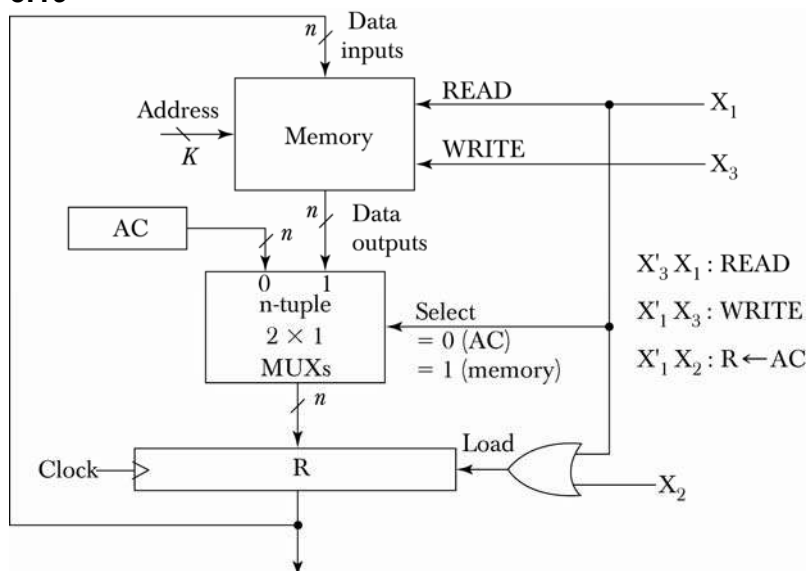 n
Data
inputs
READ
X1
Address
K
Memory
WRITE
X3
n
Data
outputs
AC
n
0 1
n-tuple
2 × 1
MUXs
Select
= 0 (AC)
= 1 (memory)
X'3 X1 : READ
X'1 X3 : WRITE
X'1 X2 : R ← AC
n
Load
Clock
R
X2